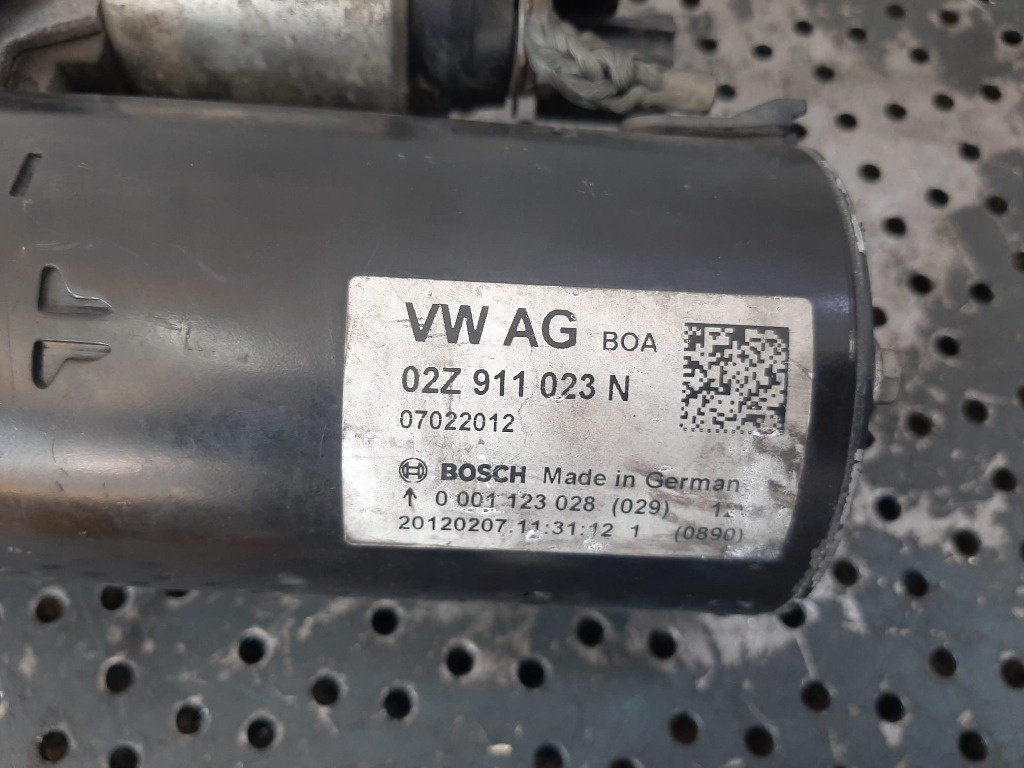 VW AG BOA
02Z 911 023 N
07022012
BOSCH Made in German
↑ 0 001 123 028 (029)
20120207.11:31:12 1 (0890)